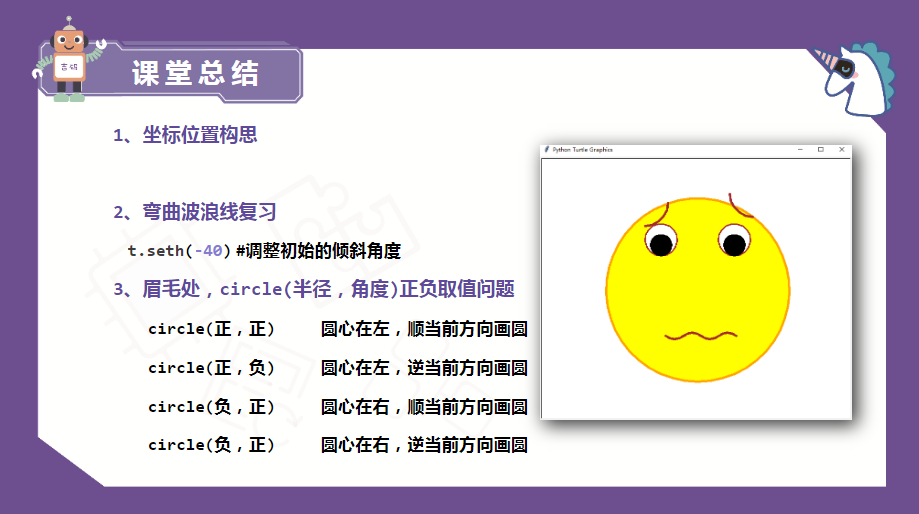 课堂总结
1、坐标位置构思
2、弯曲波浪线复习
t.seth(-40) #调整初始的倾斜角度
3、眉毛处，circle(半径，角度)正负取值问题
circle(正，正) 圆心在左，顺当前方向画圆
circle(正，负) 圆心在左，逆当前方向画圆
circle(负，正) 圆心在右，顺当前方向画圆
circle(负，正) 圆心在右，逆当前方向画圆
Python Turtle Graphics